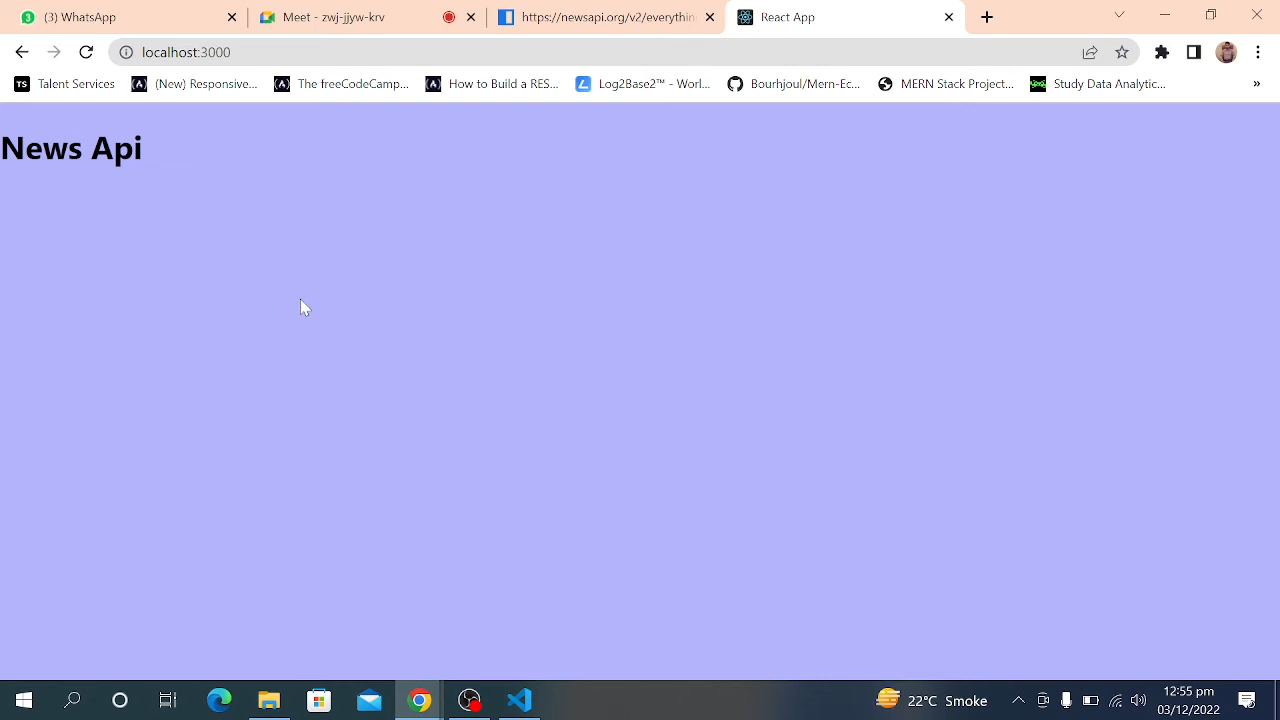 (3) WhatsApp
Meet - zwj-jjyw-krv
https://newsapi.org/v2/everythin
React App
localhost:3000
TS Talent Services
(New) Responsive...
The freeCodeCamp...
How to Build a RES...
Log2Base2™ - Worl...
Bourhjoul/Mern-Ec...
MERN Stack Project...
Study Data Analytic...
»
News Api
22°C Smoke
12:55 pm
03/12/2022